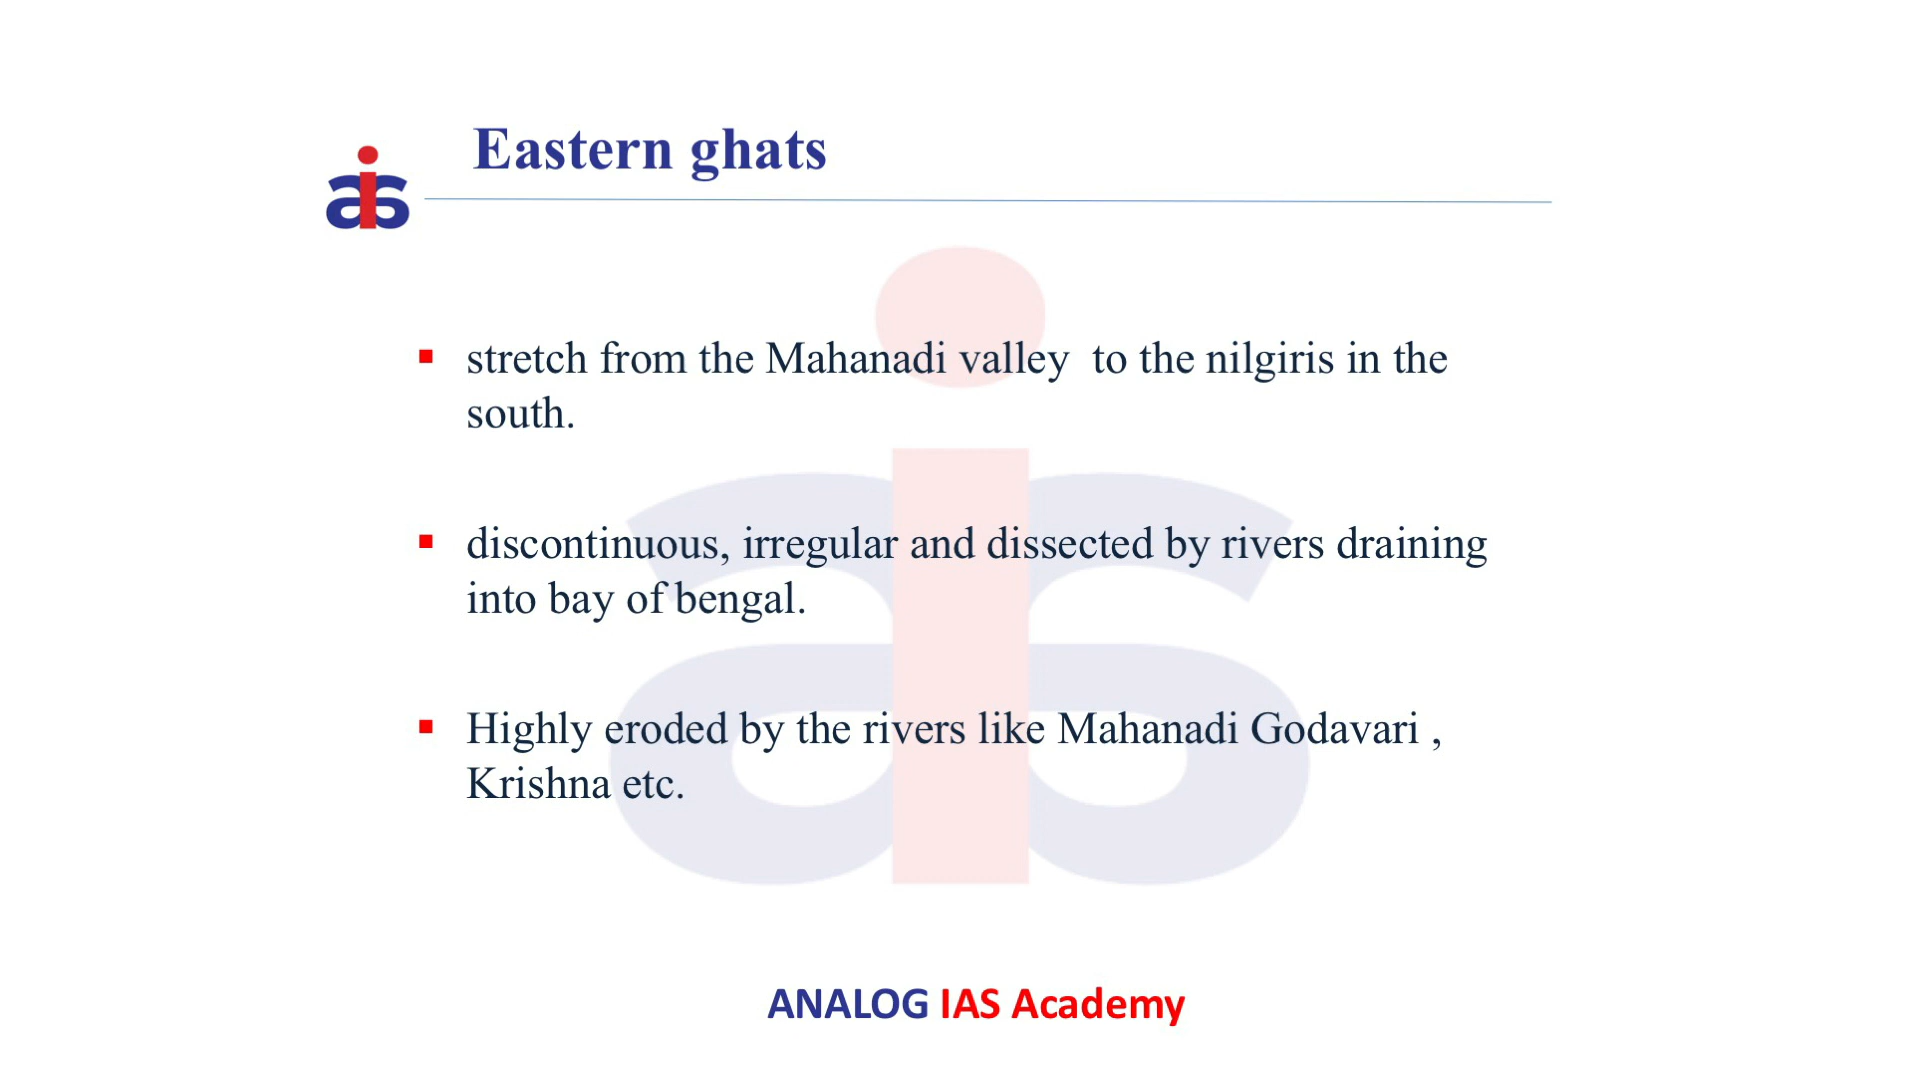 Eastern ghats
ais
stretch from the Mahanadi valley  to the nilgiris in the
south.
discontinuous, irregular and dissected by rivers draining
into bay of bengal.
Highly eroded by the rivers like Mahanadi Godavari ,
Krishna etc.
ANALOG IAS Academy